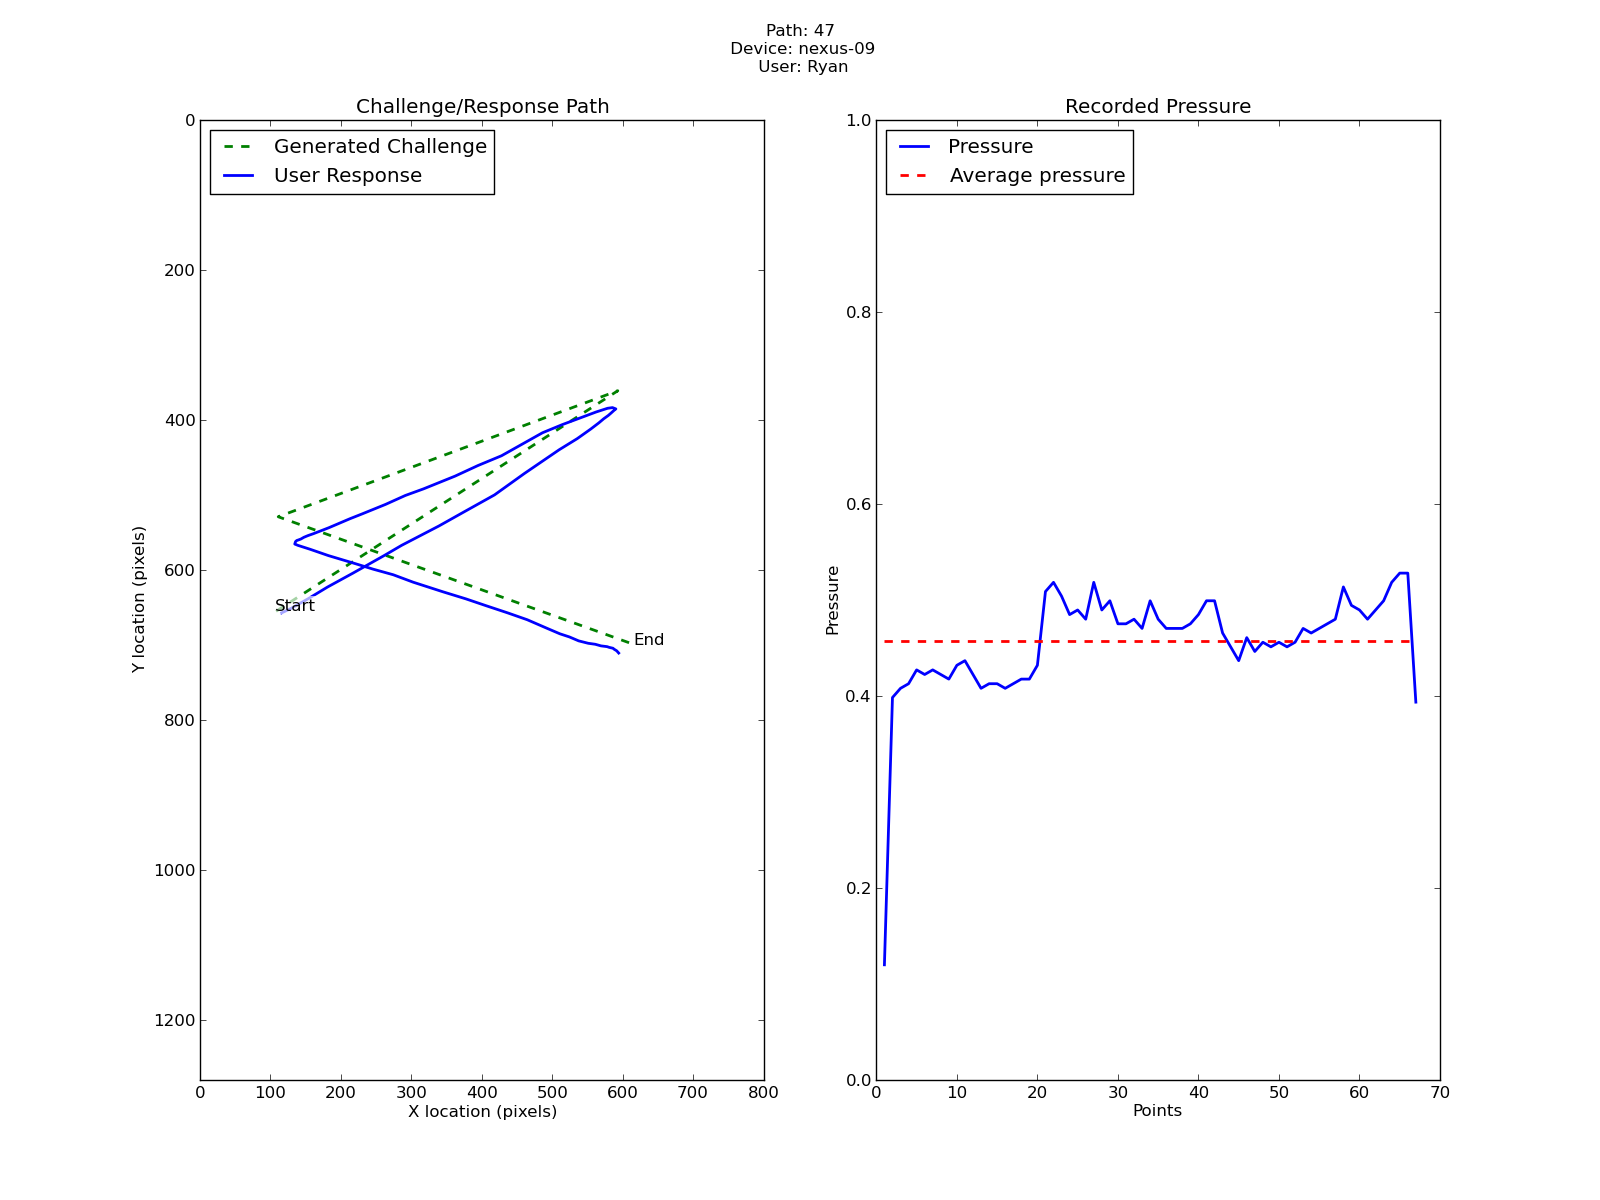 Path: 47
Device: nexus-09
User: Ryan
Challenge/Response Path
Generated Challenge
User Response
0
200
400
600
800
1000
1200
Y location (pixels)
Start
End
0 100 200 300 400 500 600 700 800
X location (pixels)
Recorded Pressure
Pressure
Average pressure
1.0
0.8
0.6
0.4
0.2
0.0
Pressure
0 10 20 30 40 50 60 70
Points